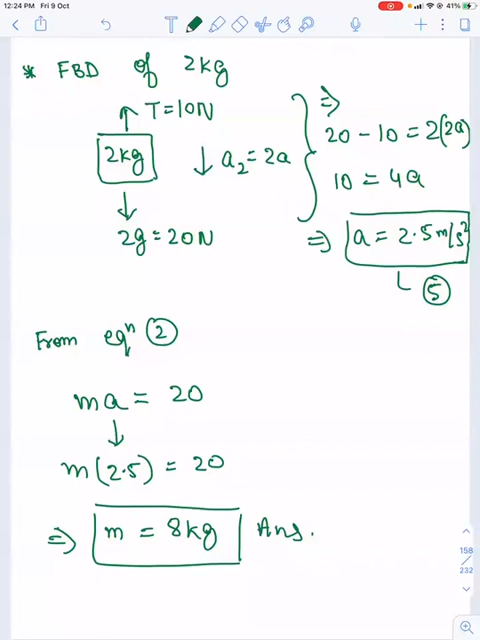 12:24 PM Fri 9 Oct
41%
* FBD of 2kg
↑ T = 10N
2kg
↓ a₂ = 2a
↓
2g = 20N
⇒
20 - 10 = 2(2a)
10 = 4a
⇒ a = 2.5 m/s²
⑤
From eqⁿ ②
ma = 20
↓
m(2.5) = 20
⇒ m = 8kg Ans.
158
/
232